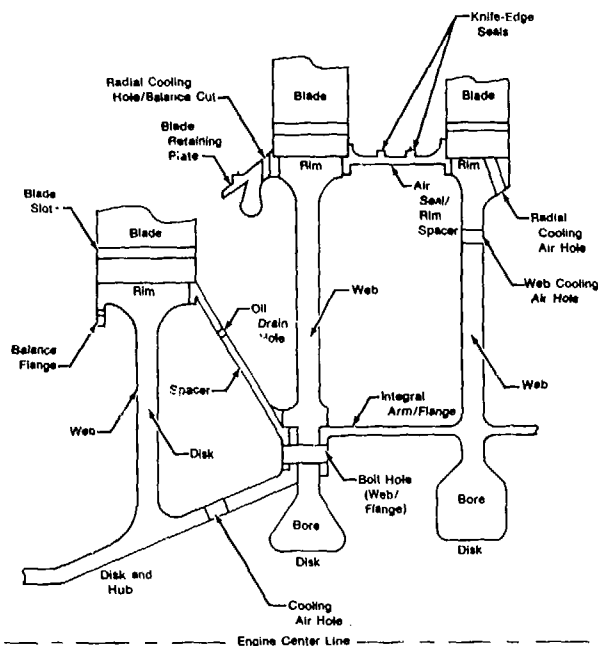 Knife-Edge
Seals
Radial Cooling
Hole/Balance Cut
Blade
Blade
Blade
Retaining
Plate
Rim
Rim
Air
Seal/
Rim
Spacer
Radial
Cooling
Air Hole
Blade
Slot
Blade
Web Cooling
Air Hole
Rim
Web
Oil
Drain
Hole
Balance
Flange
Spacer
Integral
Arm/Flange
Web
Web
Disk
Bolt Hole
(Web/
Flange)
Bore
Bore
Disk
Disk
Disk and
Hub
Cooling
Air Hole
Engine Center Line